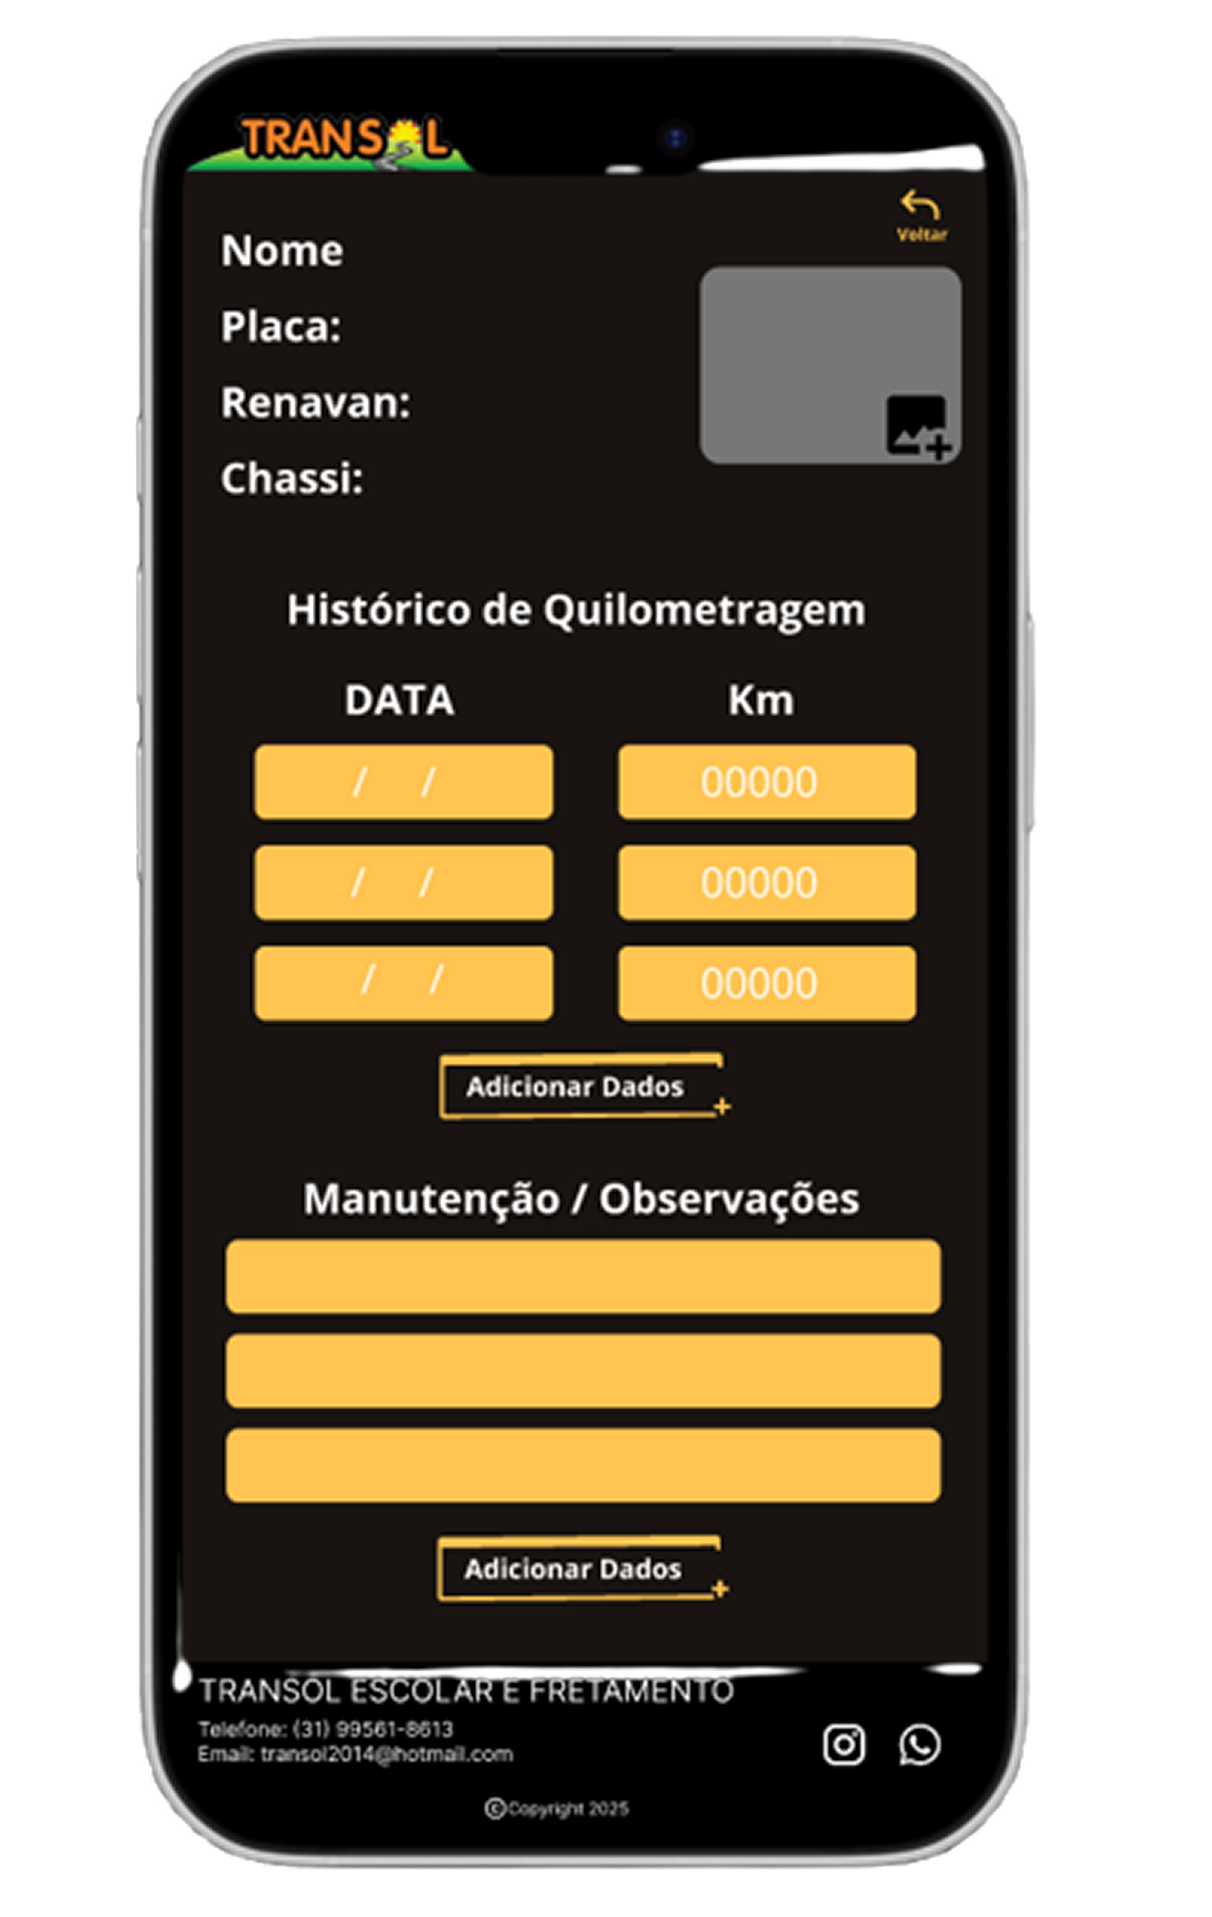 TRANSOL
Voltar
Nome
Placa:
Renavan:
Chassi:
Histórico de Quilometragem
DATA Km
/ / 00000
/ / 00000
/ / 00000
Adicionar Dados
+
Manutenção / Observações
Adicionar Dados
+
TRANSOL ESCOLAR E FRETAMENTO
Telefone: (31) 99561-8613
Email: transol2014@hotmail.com
©Copyright 2025